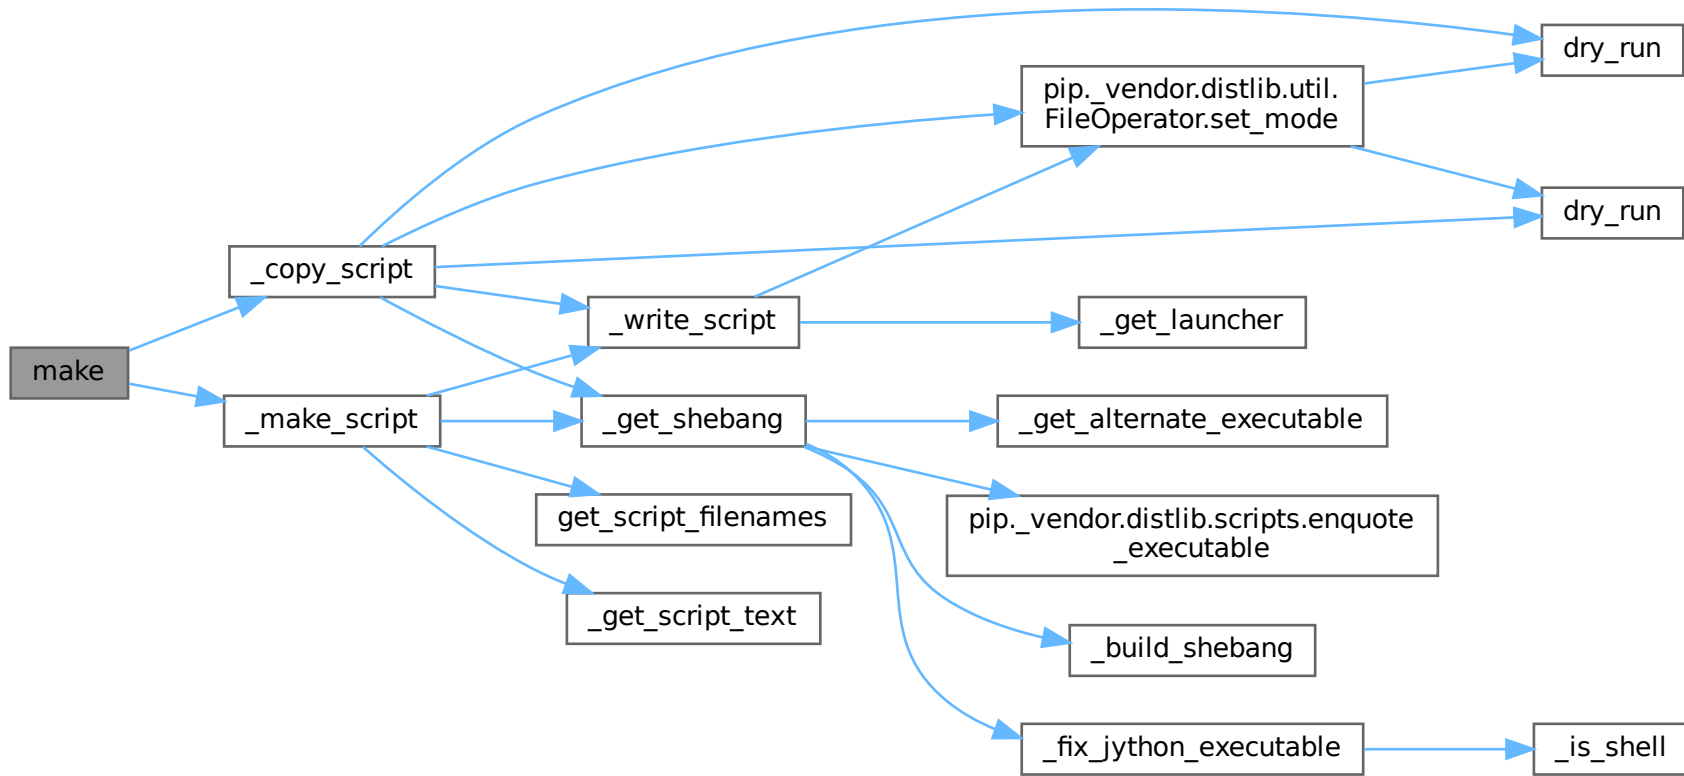 make
_copy_script
_make_script
_write_script
_get_shebang
get_script_filenames
_get_script_text
pip._vendor.distlib.util.
FileOperator.set_mode
_get_launcher
_get_alternate_executable
pip._vendor.distlib.scripts.enquote
_executable
_build_shebang
_fix_jython_executable
dry_run
dry_run
_is_shell